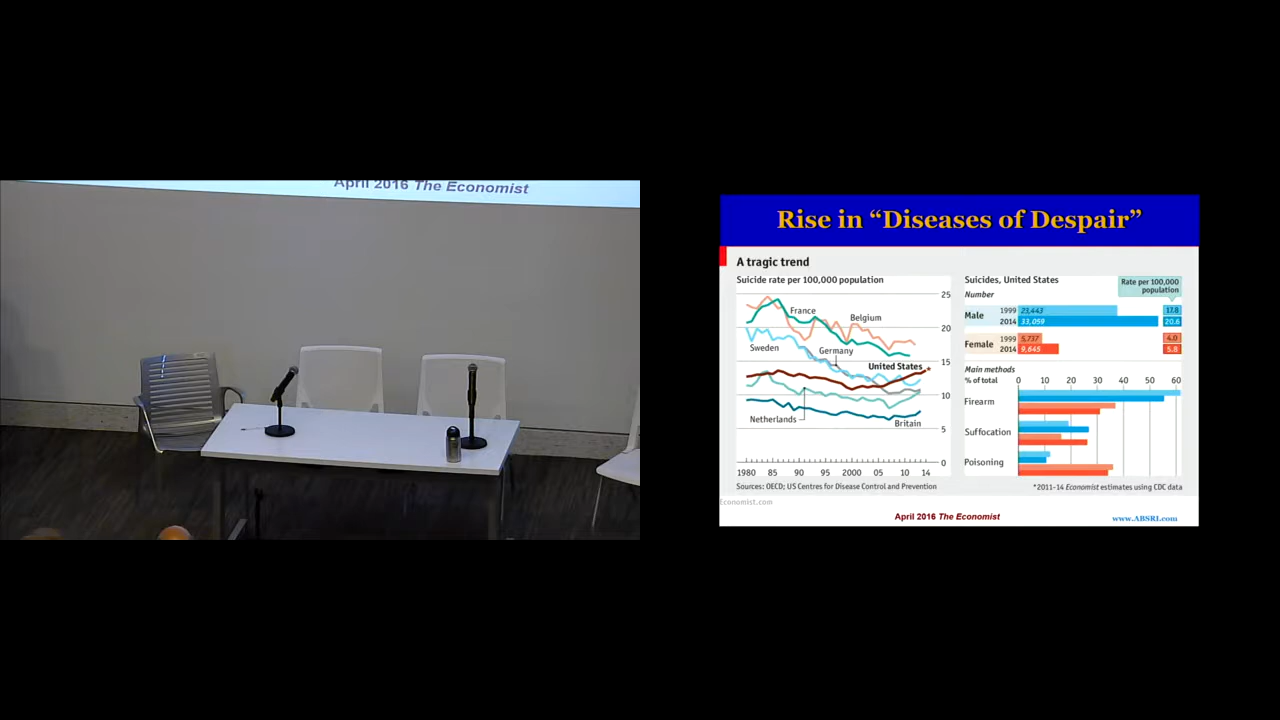 April 2016 The Economist
Rise in “Diseases of Despair”
A tragic trend
Suicide rate per 100,000 population
25
20
15
10
5
0
France
Belgium
Sweden
Germany
United States*
Netherlands
Britain
1980 85 90 95 2000 05 10 14
Sources: OECD; US Centres for Disease Control and Prevention
Suicides, United States
Rate per 100,000
population
Number
Male
1999 23,443 17.8
2014 33,059 20.6
Female
1999 5,737 4.0
2014 9,645 5.8
Main methods
% of total
0 10 20 30 40 50 60
Firearm
Suffocation
Poisoning
*2011-14 Economist estimates using CDC data
Economist.com
April 2016 The Economist
www.ABSRI.com